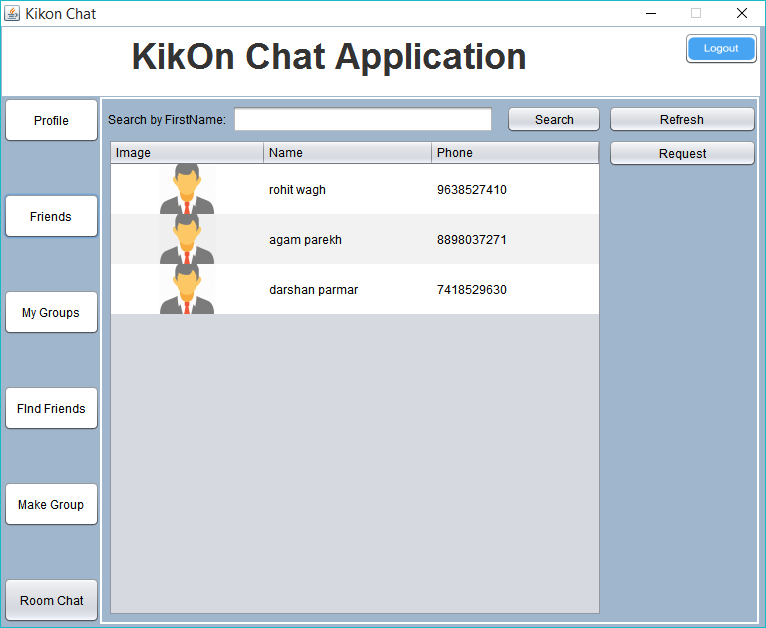 Kikon Chat
KikOn Chat Application
Logout
Profile
Friends
My Groups
FInd Friends
Make Group
Room Chat
Search by FirstName:
Search
Refresh
Request
Image Name Phone
rohit wagh 9638527410
agam parekh 8898037271
darshan parmar 7418529630